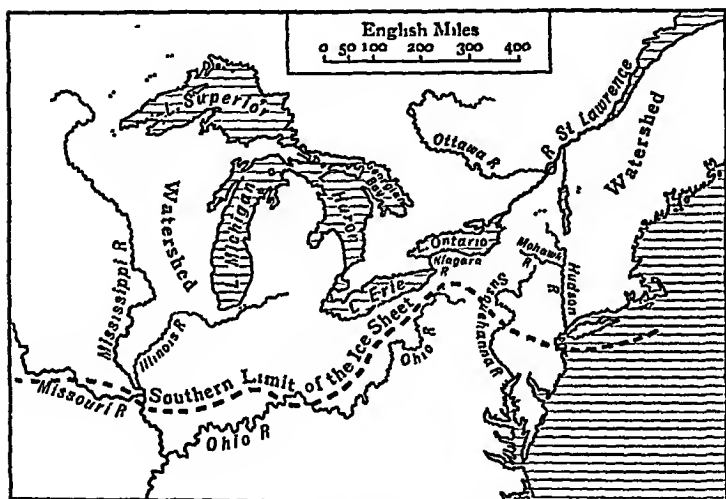 English Miles
0 50 100 200 300 400
L. Superior
Ottawa R
R St Lawrence
Watershed
Georgian
Bay
Watershed
L. Michigan
Huron
L. Ontario
Niagara
R
Mohawk
R
Hudson
R
L. Erie
Susquehanna R
Mississippi R
Illinois R
Southern Limit of the Ice Sheet
Ohio R
Missouri R
Ohio R